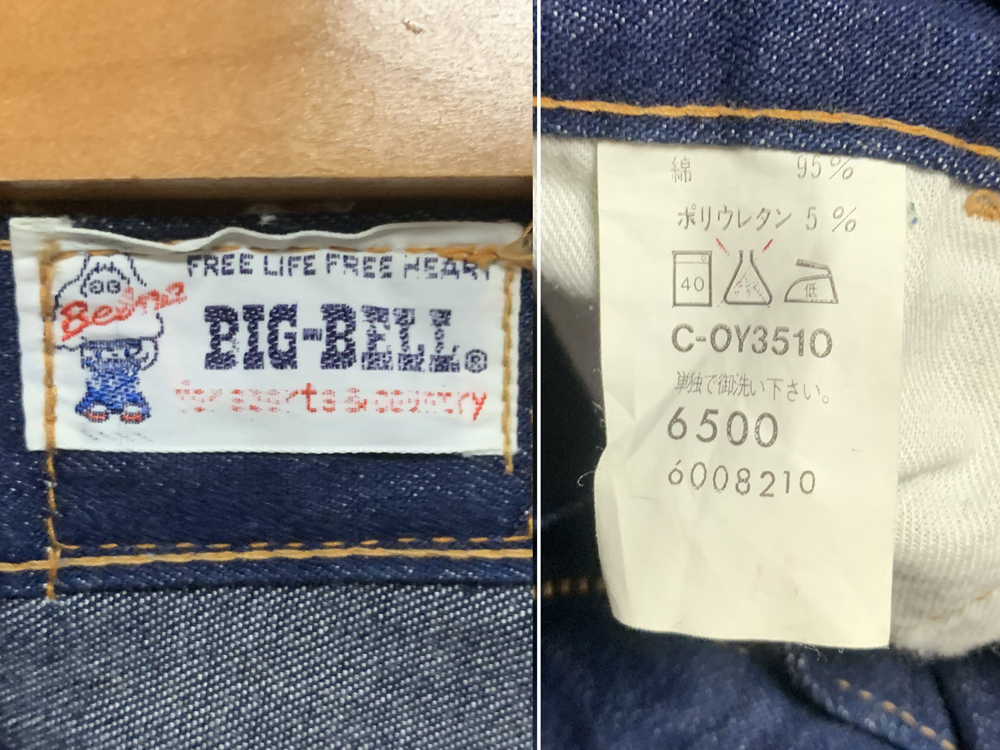 FREE LIFE FREE HEART
Beans
BIG-BELL®
for sports & country
綿 95%
ポリウレタン 5%
40
低
C-OY3510
単独で御洗い下さい。
6500
6008210